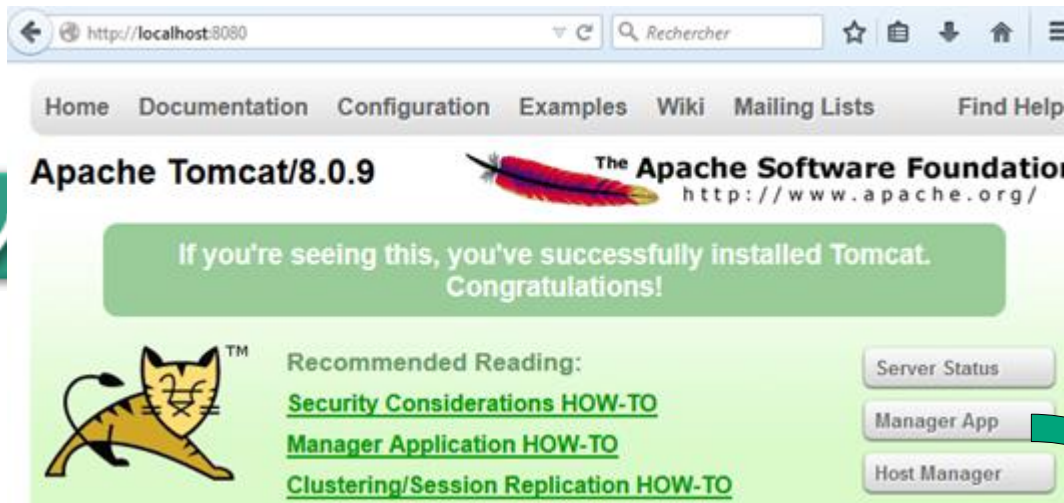 http://localhost:8080
Rechercher
Home Documentation Configuration Examples Wiki Mailing Lists Find Help
Apache Tomcat/8.0.9
The Apache Software Foundation
http://www.apache.org/
If you're seeing this, you've successfully installed Tomcat.
Congratulations!
TM
Recommended Reading:
Security Considerations HOW-TO
Manager Application HOW-TO
Clustering/Session Replication HOW-TO
Server Status
Manager App
Host Manager